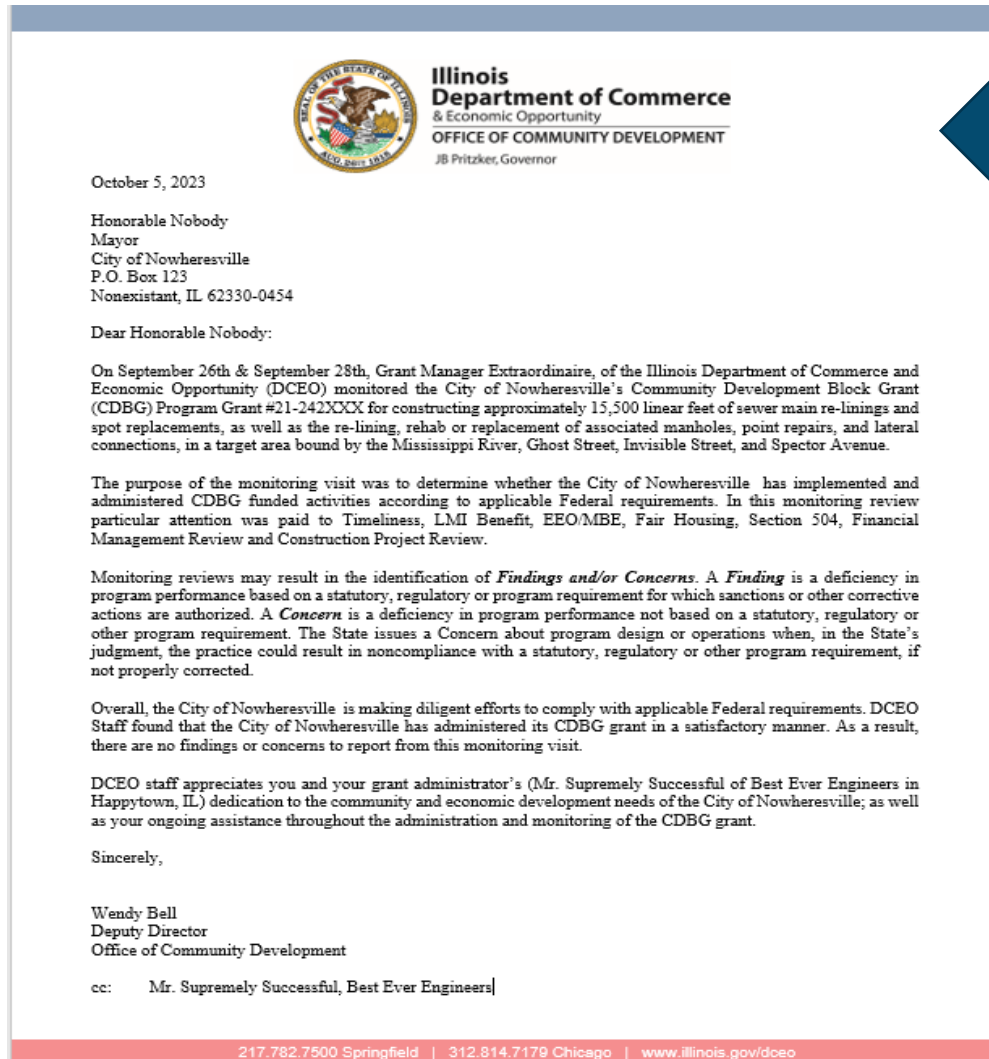 SEAL OF THE STATE OF ILLINOIS
AUG. 26TH 1818
Illinois
Department of Commerce
& Economic Opportunity
OFFICE OF COMMUNITY DEVELOPMENT
JB Pritzker, Governor
October 5, 2023
Honorable Nobody
Mayor
City of Nowheresville
P.O. Box 123
Nonexistant, IL 62330-0454
Dear Honorable Nobody:
On September 26th & September 28th, Grant Manager Extraordinaire, of the Illinois Department of Commerce and
Economic Opportunity (DCEO) monitored the City of Nowheresville's Community Development Block Grant
(CDBG) Program Grant #21-242XXX for constructing approximately 15,500 linear feet of sewer main re-linings and
spot replacements, as well as the re-lining, rehab or replacement of associated manholes, point repairs, and lateral
connections, in a target area bound by the Mississippi River, Ghost Street, Invisible Street, and Spector Avenue.
The purpose of the monitoring visit was to determine whether the City of Nowheresville has implemented and
administered CDBG funded activities according to applicable Federal requirements. In this monitoring review
particular attention was paid to Timeliness, LMI Benefit, EEO/MBE, Fair Housing, Section 504, Financial
Management Review and Construction Project Review.
Monitoring reviews may result in the identification of Findings and/or Concerns. A Finding is a deficiency in
program performance based on a statutory, regulatory or program requirement for which sanctions or other corrective
actions are authorized. A Concern is a deficiency in program performance not based on a statutory, regulatory or
other program requirement. The State issues a Concern about program design or operations when, in the State's
judgment, the practice could result in noncompliance with a statutory, regulatory or other program requirement, if
not properly corrected.
Overall, the City of Nowheresville is making diligent efforts to comply with applicable Federal requirements. DCEO
Staff found that the City of Nowheresville has administered its CDBG grant in a satisfactory manner. As a result,
there are no findings or concerns to report from this monitoring visit.
DCEO staff appreciates you and your grant administrator's (Mr. Supremely Successful of Best Ever Engineers in
Happytown, IL) dedication to the community and economic development needs of the City of Nowheresville; as well
as your ongoing assistance throughout the administration and monitoring of the CDBG grant.
Sincerely,
Wendy Bell
Deputy Director
Office of Community Development
cc: Mr. Supremely Successful, Best Ever Engineers
217.782.7500 Springfield | 312.814.7179 Chicago | www.illinois.gov/dceo